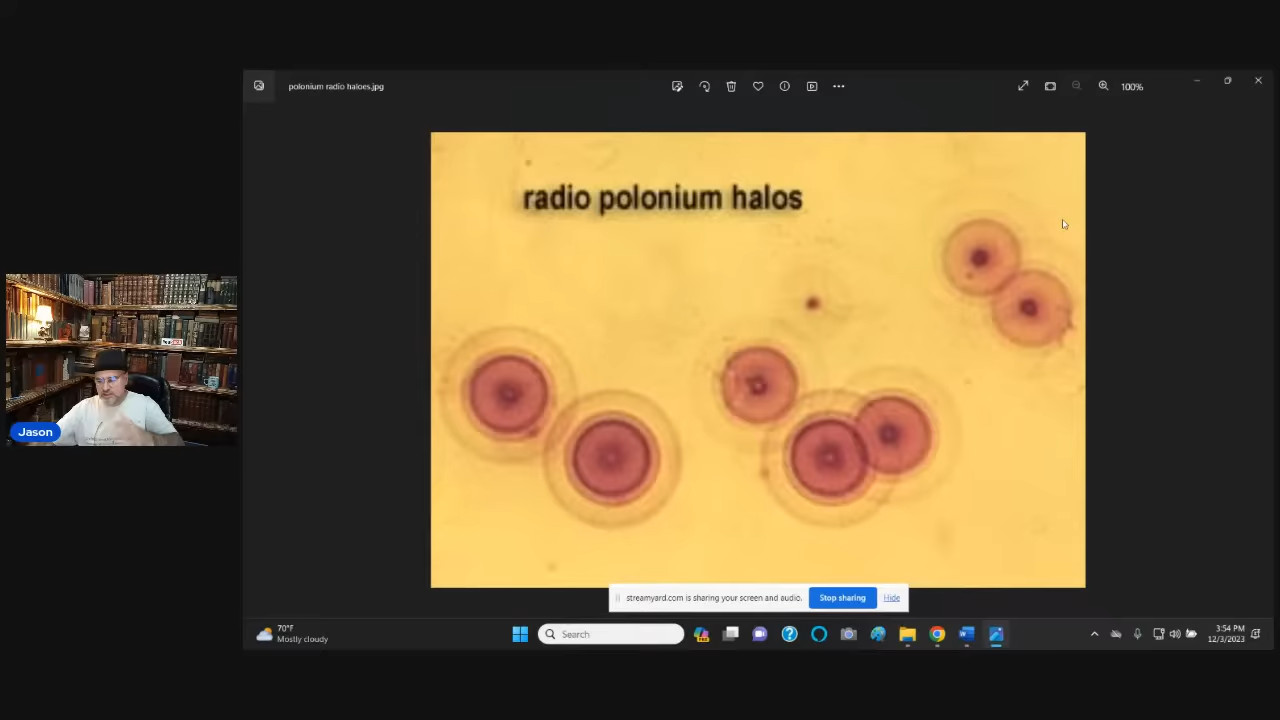 polonium radio haloes.jpg
100%
radio polonium halos
Jason
streamyard.com is sharing your screen and audio.
Stop sharing
Hide
70°F
Mostly cloudy
Search
3:54 PM
12/3/2023